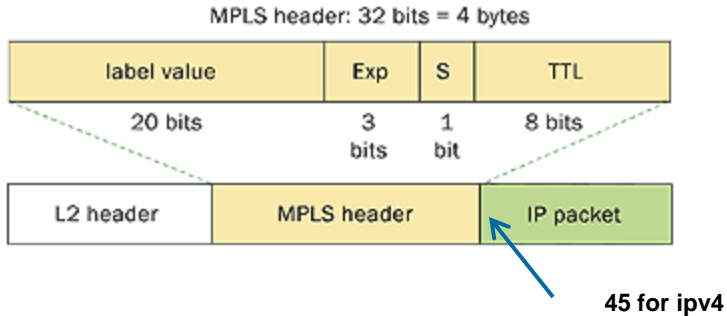 MPLS header: 32 bits = 4 bytes
label value Exp S TTL
20 bits 3 bits 1 bit 8 bits
L2 header MPLS header IP packet
45 for ipv4